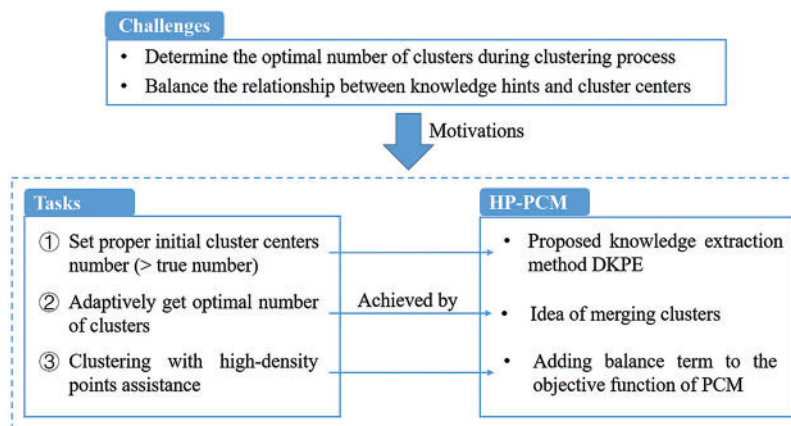 Challenges
• Determine the optimal number of clusters during clustering process
• Balance the relationship between knowledge hints and cluster centers
Motivations
Tasks
① Set proper initial cluster centers
number (> true number)
② Adaptively get optimal number
of clusters
③ Clustering with high-density
points assistance
Achieved by
HP-PCM
• Proposed knowledge extraction
method DKPE
• Idea of merging clusters
• Adding balance term to the
objective function of PCM